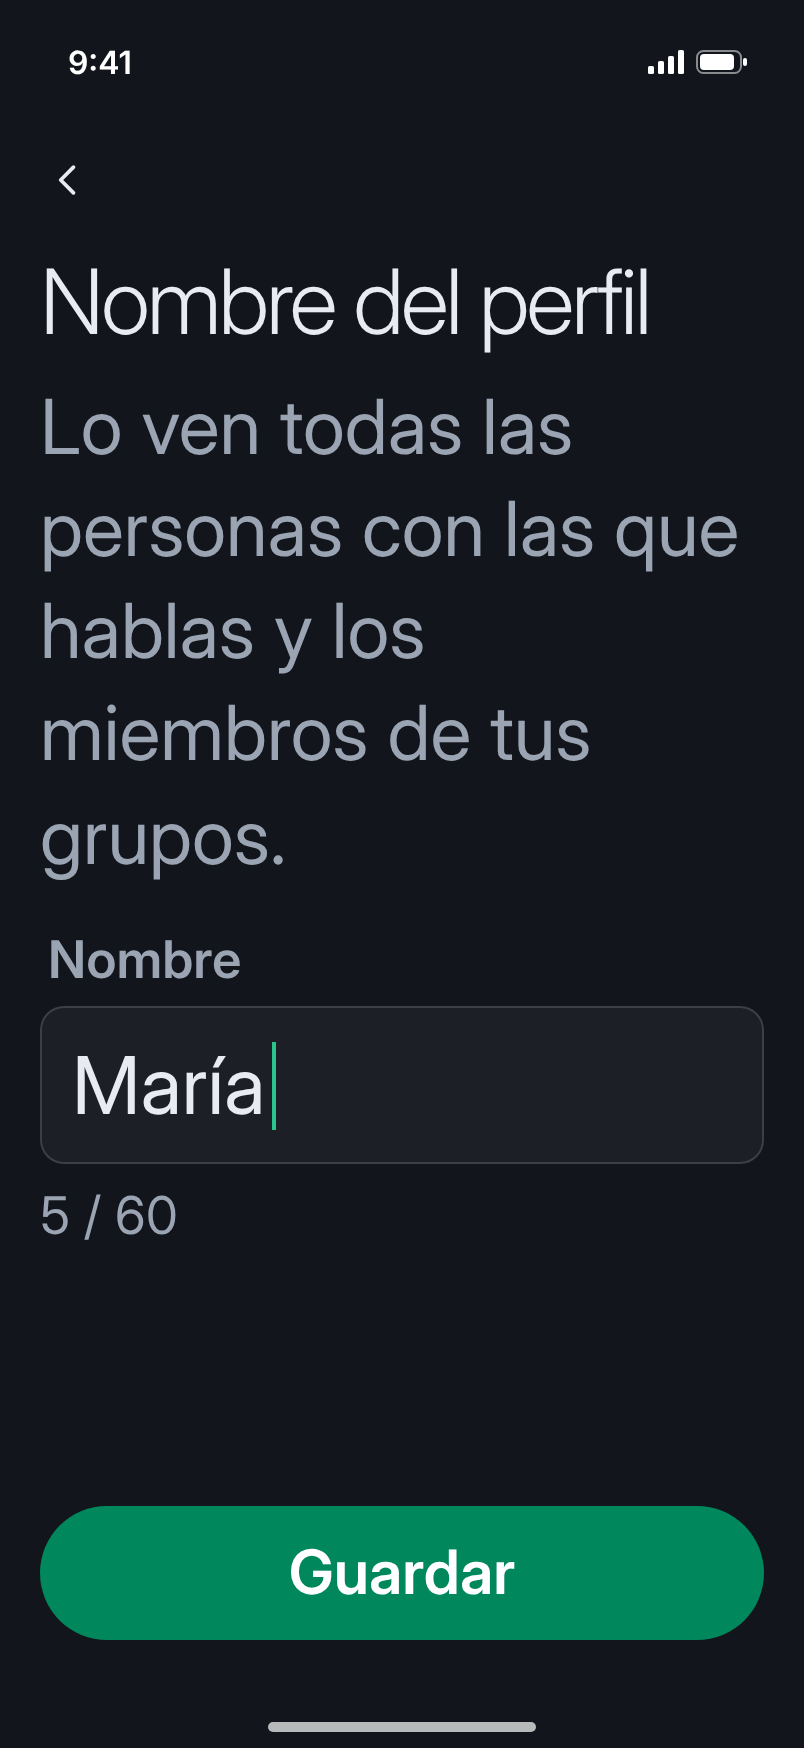 9:41
Nombre del perfil
Lo ven todas las
personas con las que
hablas y los
miembros de tus
grupos.
Nombre
María
5 / 60
Guardar